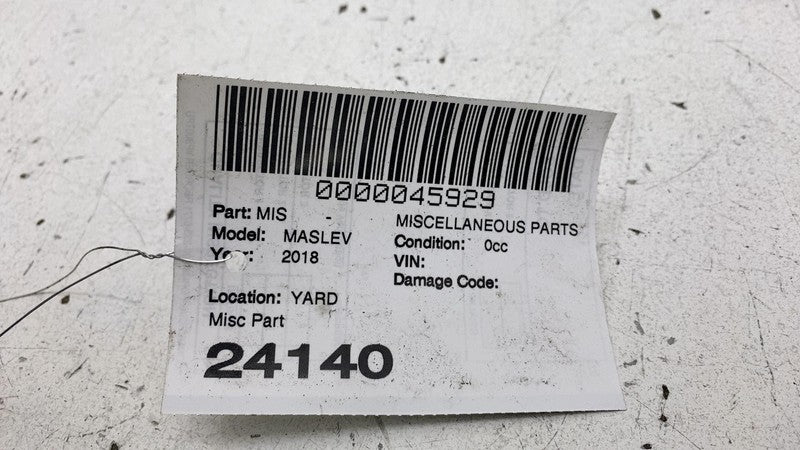 0000045929
Part: MIS - MISCELLANEOUS PARTS
Model: MASLEV Condition: 0cc
Year: 2018 VIN:
Damage Code:
Location: YARD
Misc Part
24140